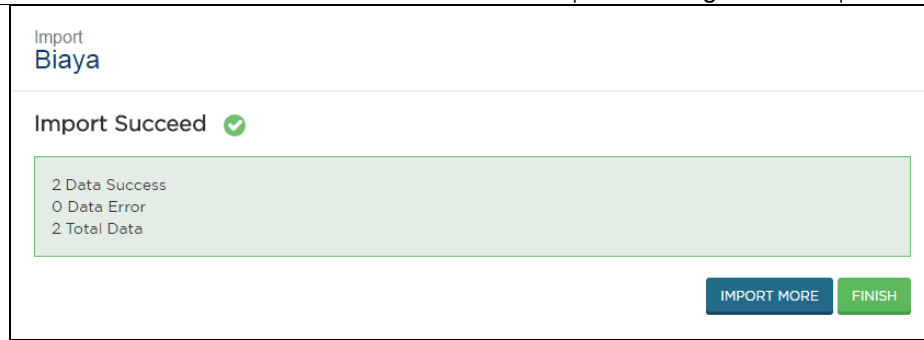 Import
Biaya
Import Succeed
2 Data Success
0 Data Error
2 Total Data
IMPORT MORE
FINISH